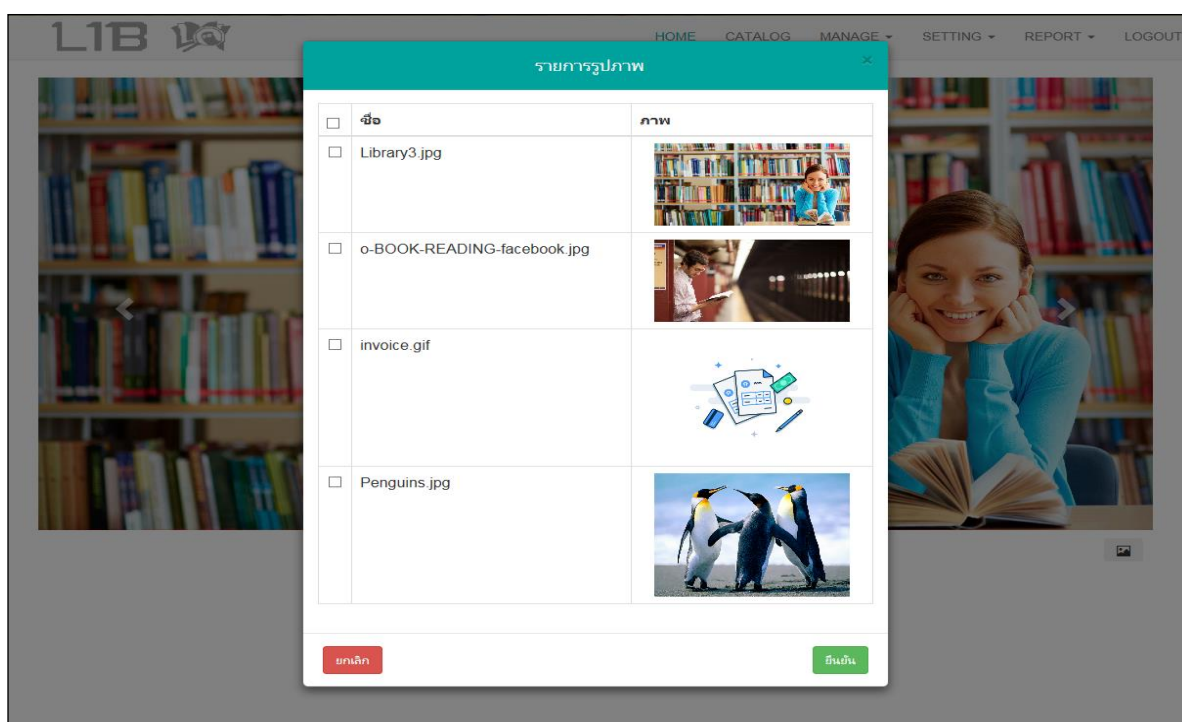 L1B
HOME CATALOG MANAGE SETTING REPORT LOGOUT
รายการรูปภาพ ×
ชื่อ ภาพ
Library3.jpg
o-BOOK-READING-facebook.jpg
invoice.gif
Penguins.jpg
ยกเลิก ยืนยัน